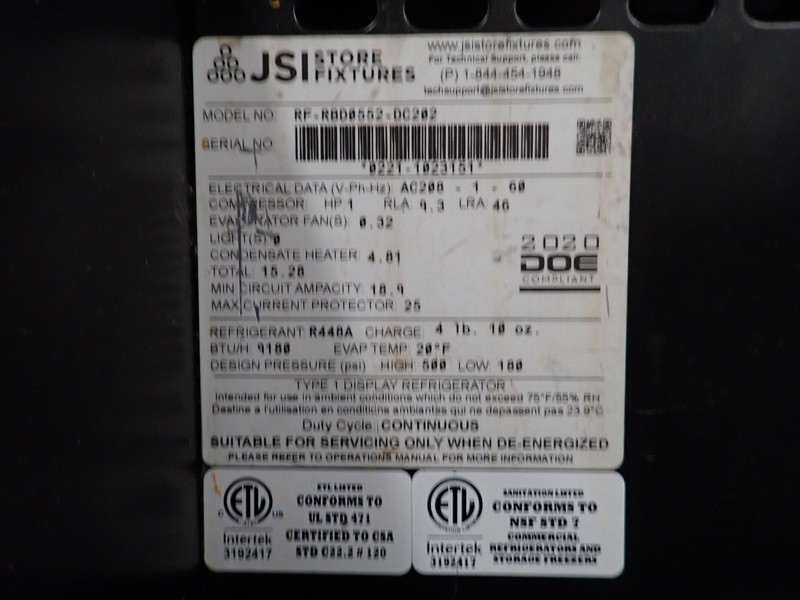 JSI STORE FIXTURES
www.jsistorefixtures.com
For Technical Support, please call:
(P) 1-844-454-1948
techsupport@jsistorefixtures.com
MODEL NO: RF-RBD0552-DC202
SERIAL NO:
*0221-1023151*
ELECTRICAL DATA (V-Ph-Hz): AC208 - 1 - 60
COMPRESSOR: HP 1 RLA: 9.3 LRA: 46
EVAPORATOR FAN(S): 0.32
LIGHT(S): 0
CONDENSATE HEATER: 4.81
TOTAL: 15.28
MIN CIRCUIT AMPACITY: 18.9
MAX CURRENT PROTECTOR: 25
2020
DOE
COMPLIANT
REFRIGERANT: R448A CHARGE: 4 lb. 10 oz.
BTU/H: 9180 EVAP TEMP: 20°F
DESIGN PRESSURE (psi) HIGH: 500 LOW: 180
TYPE 1 DISPLAY REFRIGERATOR
Intended for use in ambient conditions which do not exceed 75°F/55% RH
Destine a l'utilisation en conditions ambiantes qui ne depassent pas 23.9°C
Duty Cycle: CONTINUOUS
SUITABLE FOR SERVICING ONLY WHEN DE-ENERGIZED
PLEASE REFER TO OPERATIONS MANUAL FOR MORE INFORMATION
ETL LISTED
CONFORMS TO
UL STD 471
CERTIFIED TO CSA
STD C22.2 # 120
C ETL US
Intertek
3192417
SANITATION LISTED
CONFORMS TO
NSF STD 7
COMMERCIAL
REFRIGERATORS AND
STORAGE FREEZERS
ETL
Intertek
3192417